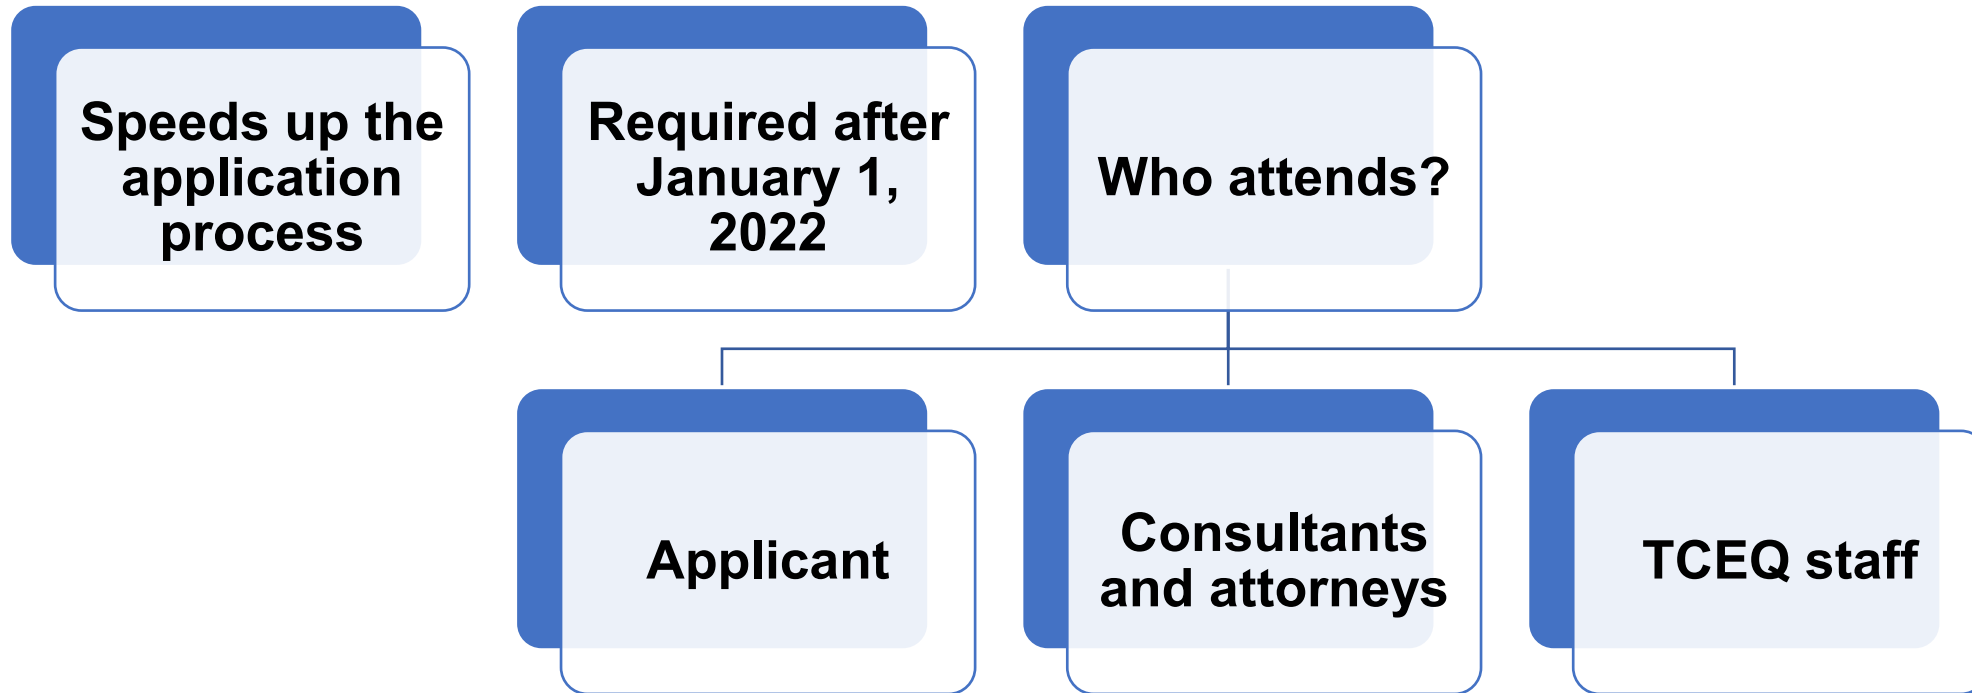 Speeds up the
application
process
Required after
January 1,
2022
Who attends?
Applicant
Consultants
and attorneys
TCEQ staff